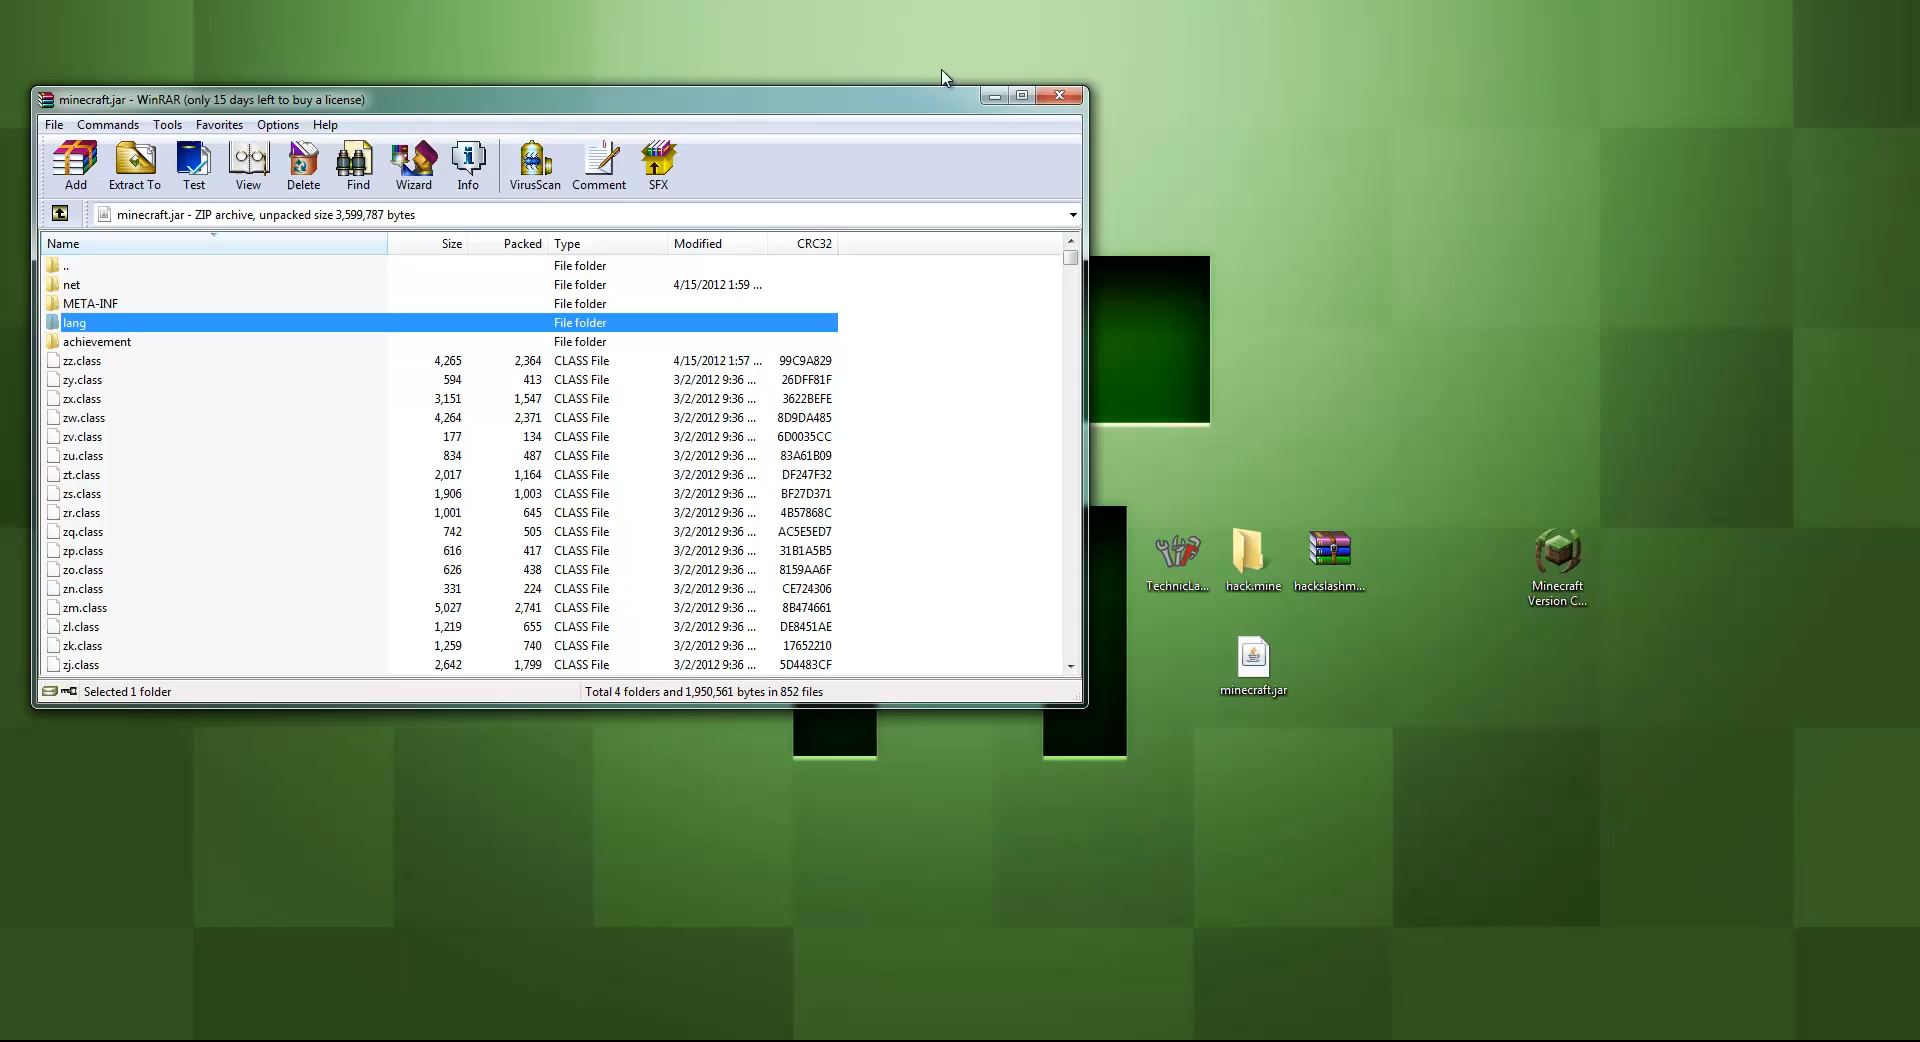 minecraft.jar - WinRAR (only 15 days left to buy a license)
File Commands Tools Favorites Options Help
Add Extract To Test View Delete Find Wizard Info VirusScan Comment SFX
minecraft.jar - ZIP archive, unpacked size 3,599,787 bytes
Name Size Packed Type Modified CRC32
.. File folder
net File folder 4/15/2012 1:59 ...
META-INF File folder
lang File folder
achievement File folder
zz.class 4,265 2,364 CLASS File 4/15/2012 1:57 ... 99C9A829
zy.class 594 413 CLASS File 3/2/2012 9:36 ... 26DFF81F
zx.class 3,151 1,547 CLASS File 3/2/2012 9:36 ... 3622BEFE
zw.class 4,264 2,371 CLASS File 3/2/2012 9:36 ... 8D9DA485
zv.class 177 134 CLASS File 3/2/2012 9:36 ... 6D0035CC
zu.class 834 487 CLASS File 3/2/2012 9:36 ... 83A61B09
zt.class 2,017 1,164 CLASS File 3/2/2012 9:36 ... DF247F32
zs.class 1,906 1,003 CLASS File 3/2/2012 9:36 ... BF27D371
zr.class 1,001 645 CLASS File 3/2/2012 9:36 ... 4B57868C
zq.class 742 505 CLASS File 3/2/2012 9:36 ... AC5E5ED7
zp.class 616 417 CLASS File 3/2/2012 9:36 ... 31B1A5B5
zo.class 626 438 CLASS File 3/2/2012 9:36 ... 8159AA6F
zn.class 331 224 CLASS File 3/2/2012 9:36 ... CE724306
zm.class 5,027 2,741 CLASS File 3/2/2012 9:36 ... 8B474661
zl.class 1,219 655 CLASS File 3/2/2012 9:36 ... DE8451AE
zk.class 1,259 740 CLASS File 3/2/2012 9:36 ... 17652210
zj.class 2,642 1,799 CLASS File 3/2/2012 9:36 ... 5D4483CF
Selected 1 folder Total 4 folders and 1,950,561 bytes in 852 files
TechnicLa... hack.mine hackslashm... Minecraft
Version C...
minecraft.jar